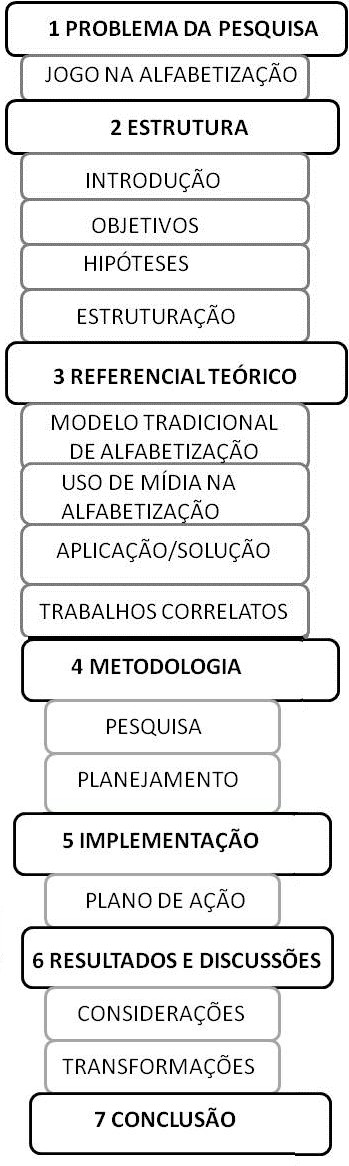 1 PROBLEMA DA PESQUISA
JOGO NA ALFABETIZAÇÃO
2 ESTRUTURA
INTRODUÇÃO
OBJETIVOS
HIPÓTESES
ESTRUTURAÇÃO
3 REFERENCIAL TEÓRICO
MODELO TRADICIONAL
DE ALFABETIZAÇÃO
USO DE MÍDIA NA
ALFABETIZAÇÃO
APLICAÇÃO/SOLUÇÃO
TRABALHOS CORRELATOS
4 METODOLOGIA
PESQUISA
PLANEJAMENTO
5 IMPLEMENTAÇÃO
PLANO DE AÇÃO
6 RESULTADOS E DISCUSSÕES
CONSIDERAÇÕES
TRANSFORMAÇÕES
7 CONCLUSÃO